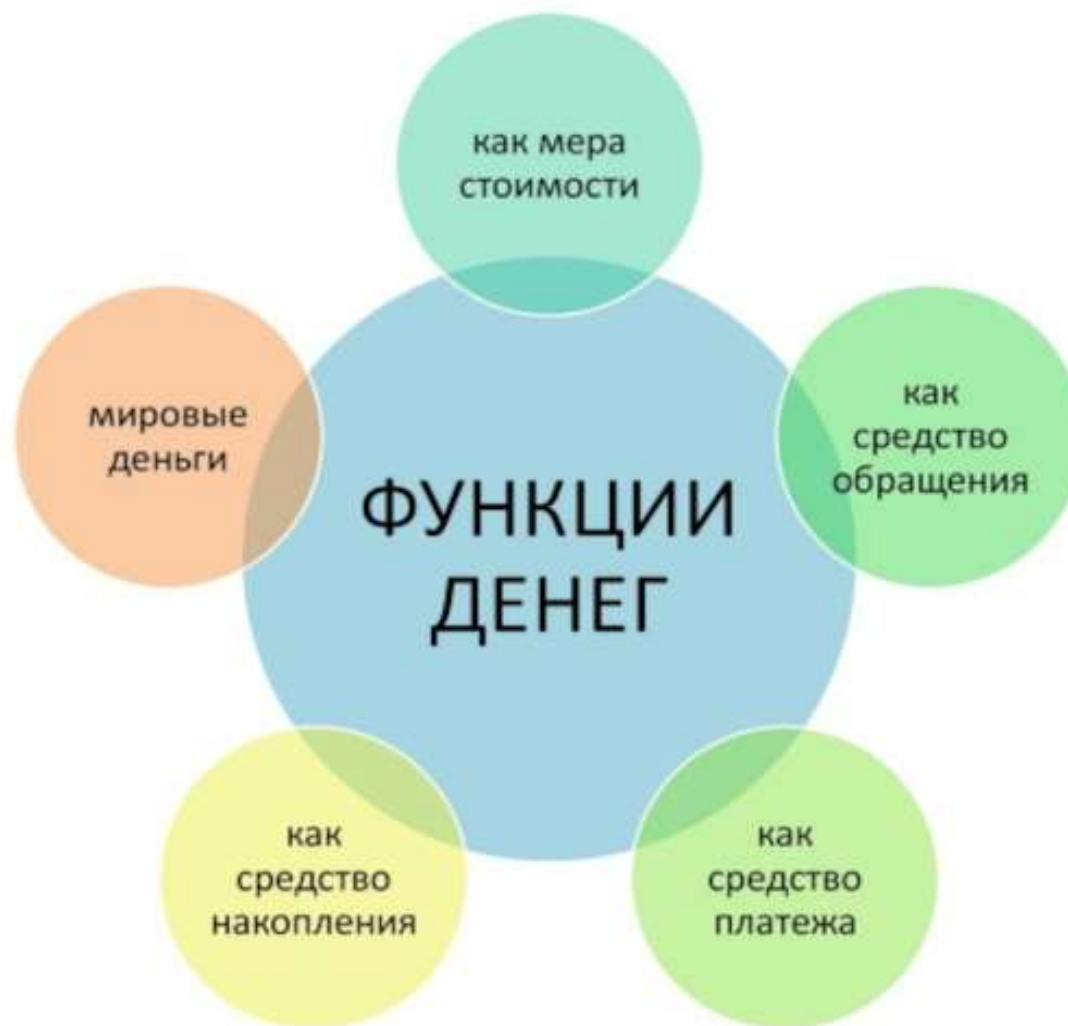 как мера
стоимости
как
средство
обращения
мировые
деньги
ФУНКЦИИ
ДЕНЕГ
как
средство
накопления
как
средство
платежа